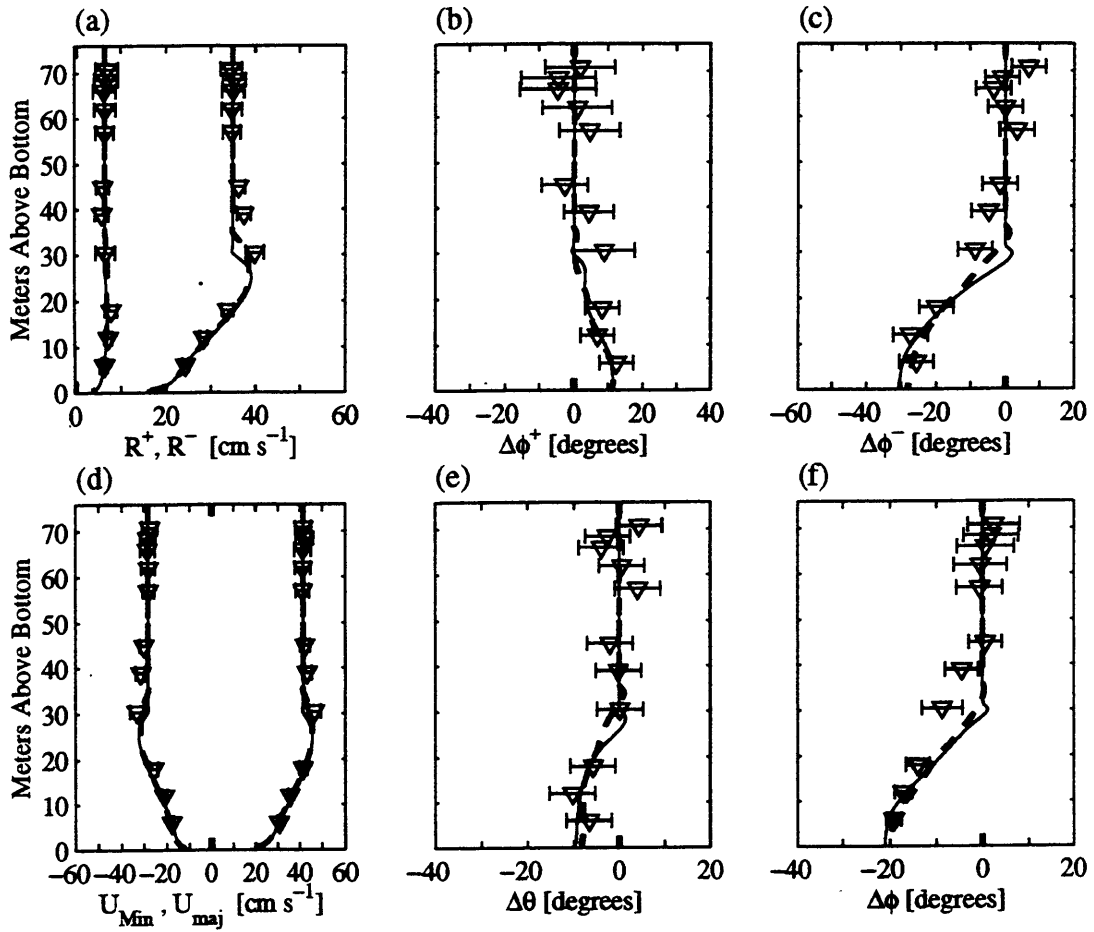 (a)
(b)
(c)
Meters Above Bottom
70
60
50
40
30
20
10
0
0 20 40 60
R⁺, R⁻ [cm s⁻¹]
−40 −20 0 20 40
Δϕ⁺ [degrees]
−60 −40 −20 0 20
Δϕ⁻ [degrees]
(d)
(e)
(f)
Meters Above Bottom
70
60
50
40
30
20
10
0
−60 −40 −20 0 20 40 60
U_Min, U_maj [cm s⁻¹]
−40 −20 0 20
Δθ [degrees]
−40 −20 0 20
Δϕ [degrees]